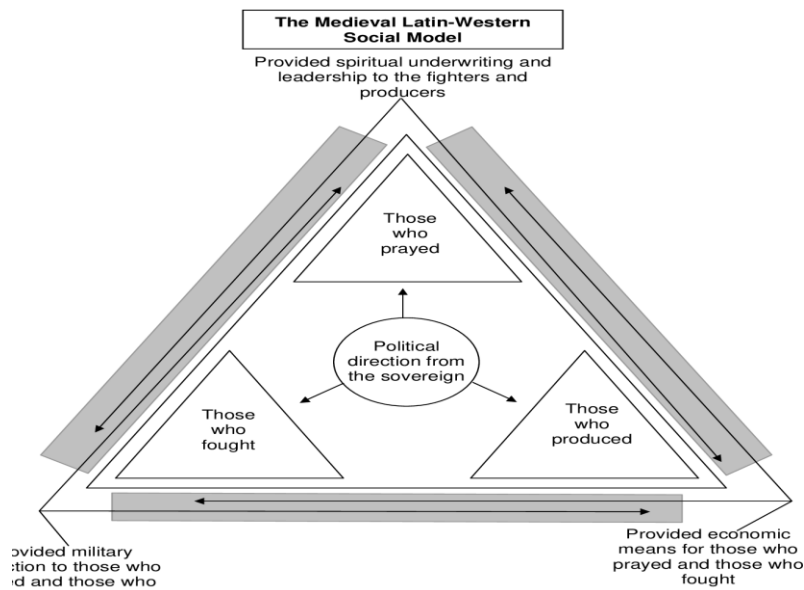 The Medieval Latin-Western
Social Model
Provided spiritual underwriting and
leadership to the fighters and
producers
Those
who
prayed
Political
direction from
the sovereign
Those
who
fought
Those
who
produced
military
to those who
and those who
Provided economic
means for those who
prayed and those who
fought